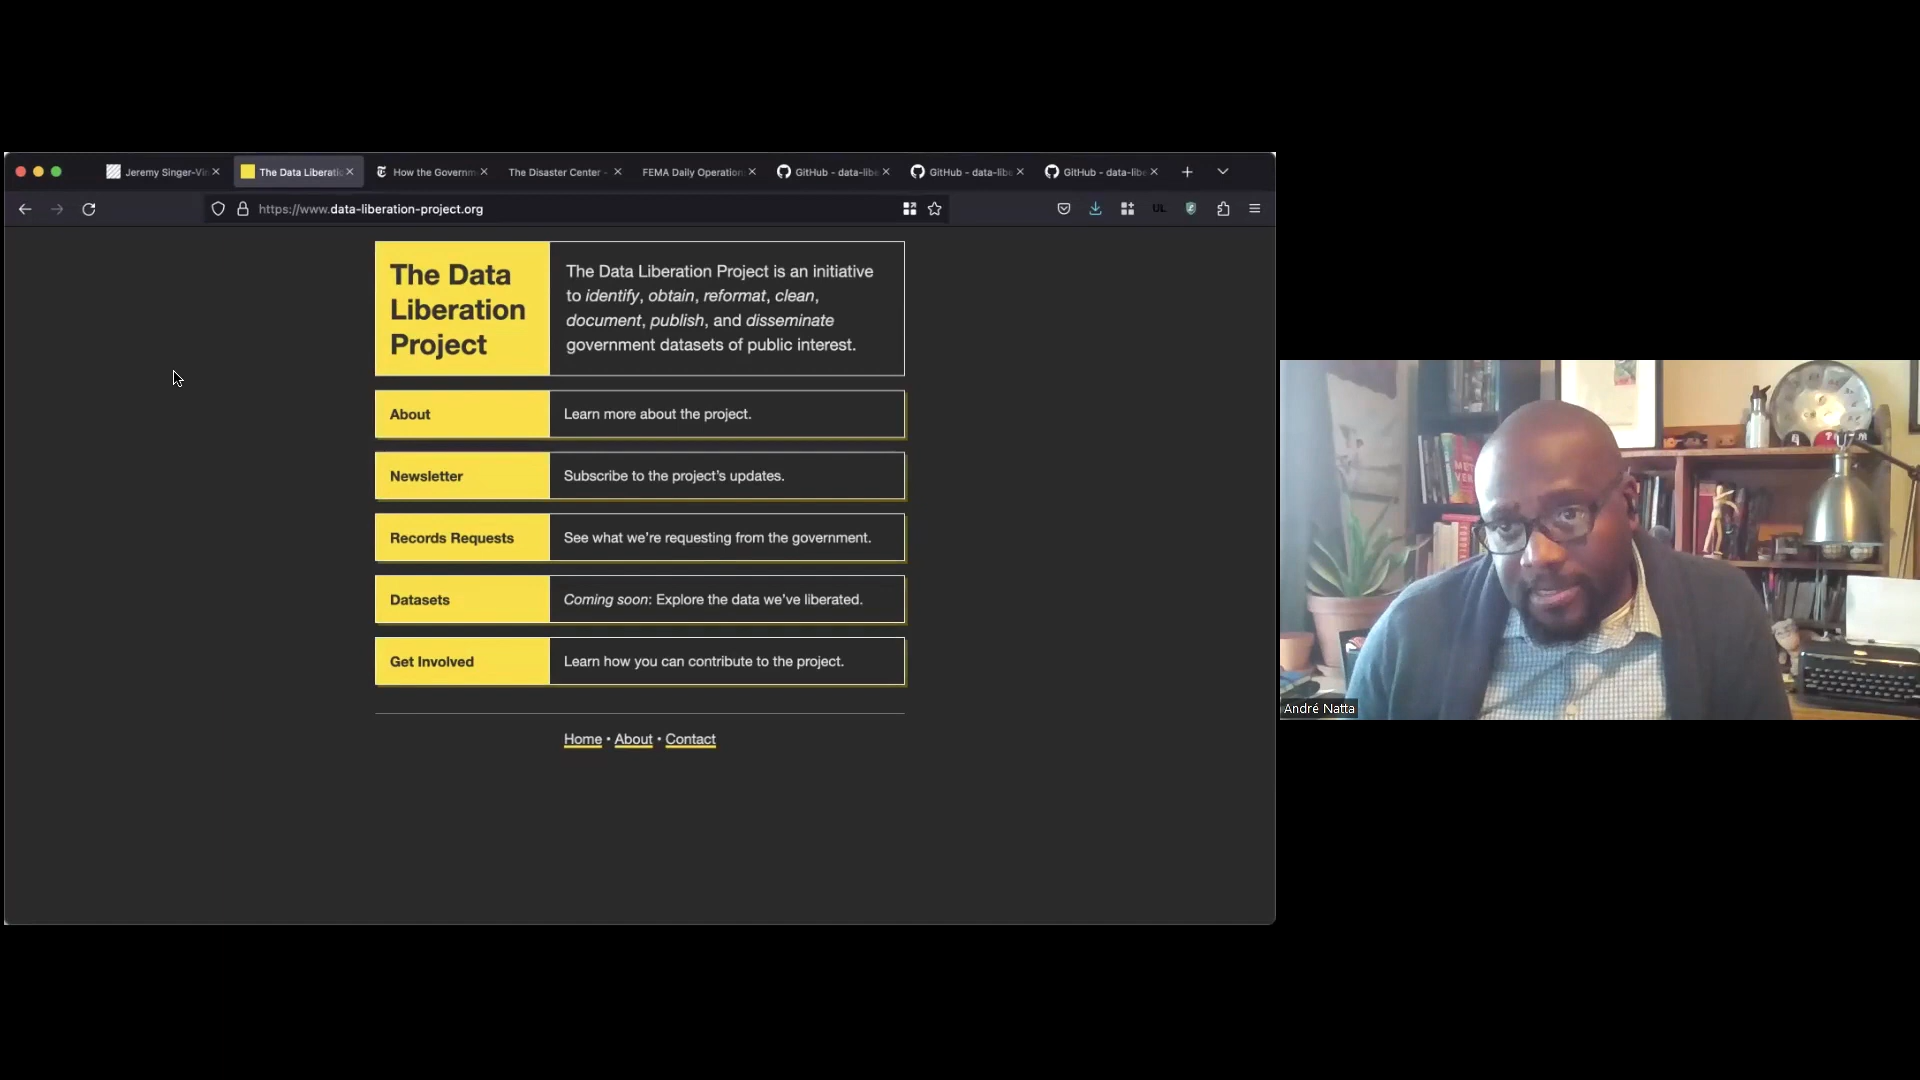 Jeremy Singer-Vi
The Data Liberati
How the Governm
The Disaster Center -
FEMA Daily Operation
GitHub - data-libe
GitHub - data-libe
GitHub - data-libe
https://www.data-liberation-project.org
UL
The Data
Liberation
Project
The Data Liberation Project is an initiative
to identify, obtain, reformat, clean,
document, publish, and disseminate
government datasets of public interest.
About
Learn more about the project.
Newsletter
Subscribe to the project's updates.
Records Requests
See what we're requesting from the government.
Datasets
Coming soon: Explore the data we've liberated.
Get Involved
Learn how you can contribute to the project.
Home • About • Contact
André Natta